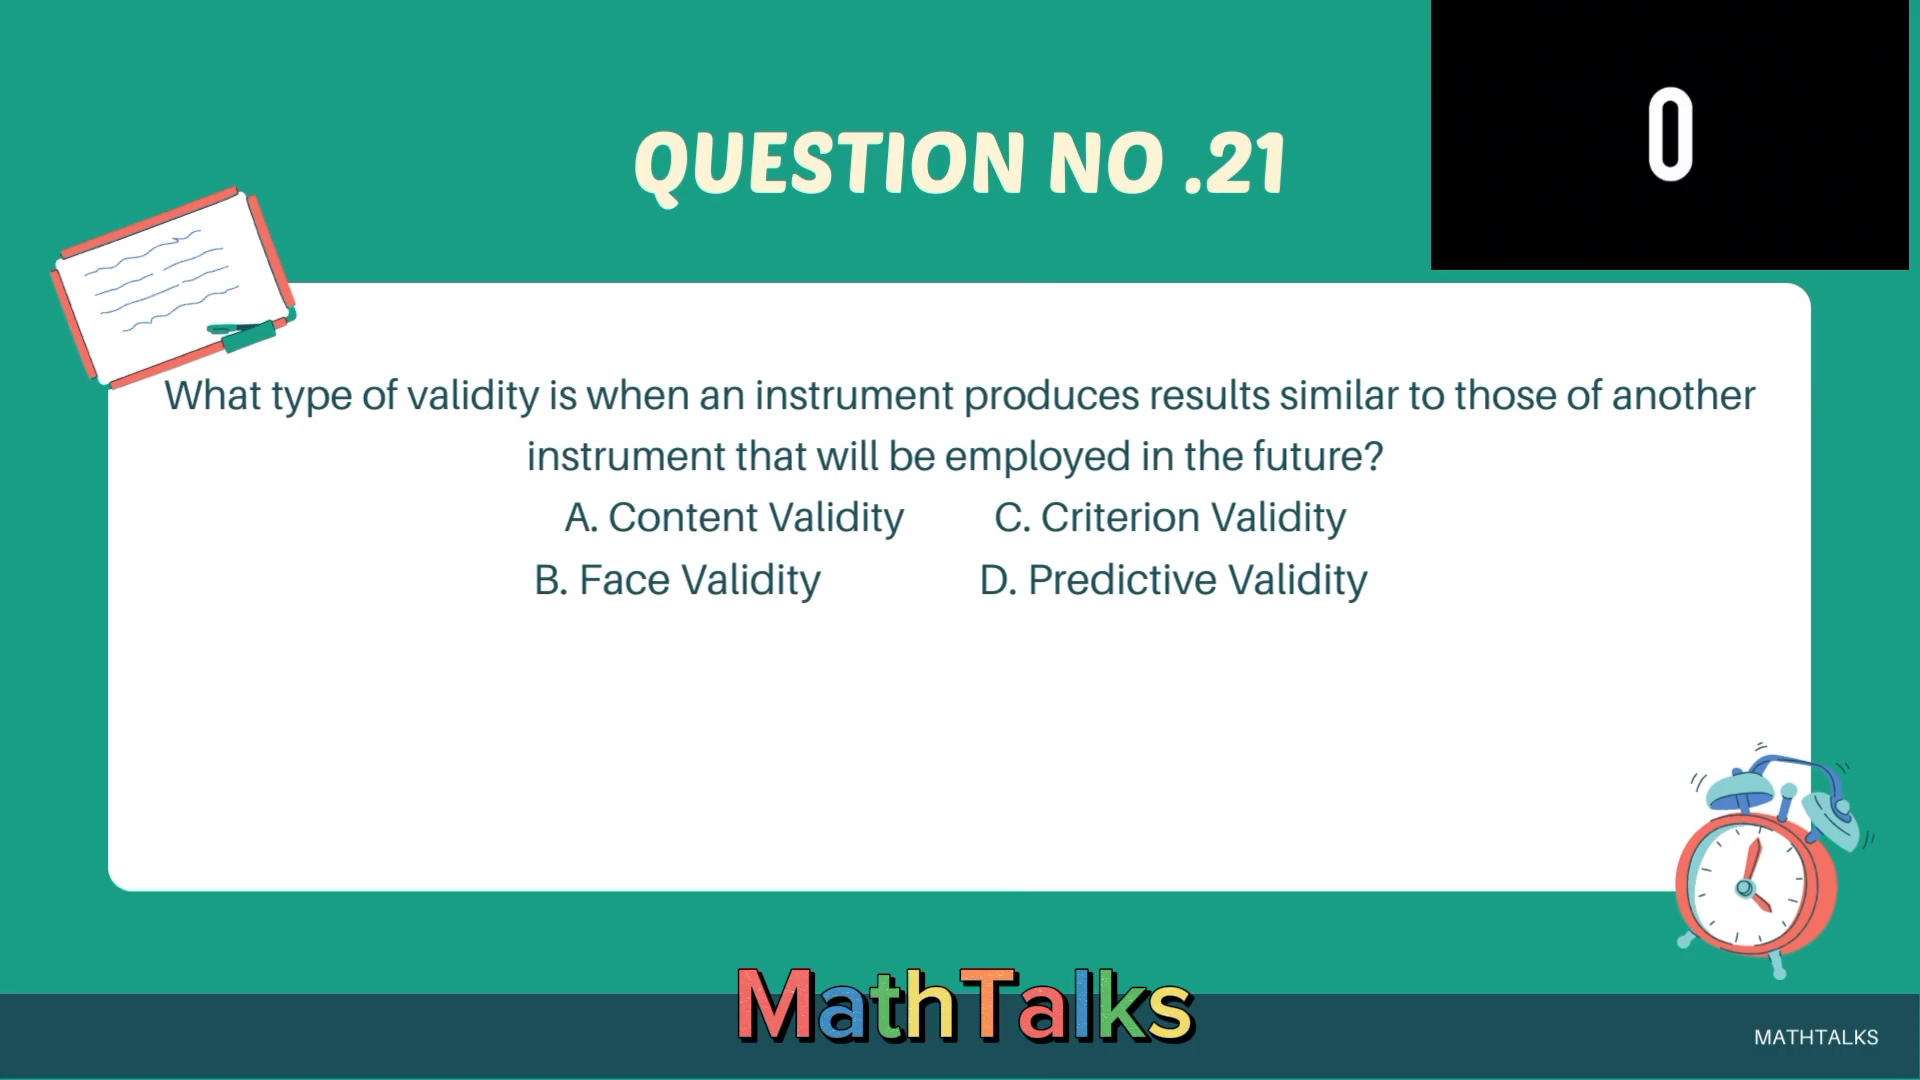 0
QUESTION NO .21
What type of validity is when an instrument produces results similar to those of another
instrument that will be employed in the future?
A. Content Validity C. Criterion Validity
B. Face Validity D. Predictive Validity
MathTalks
MATHTALKS